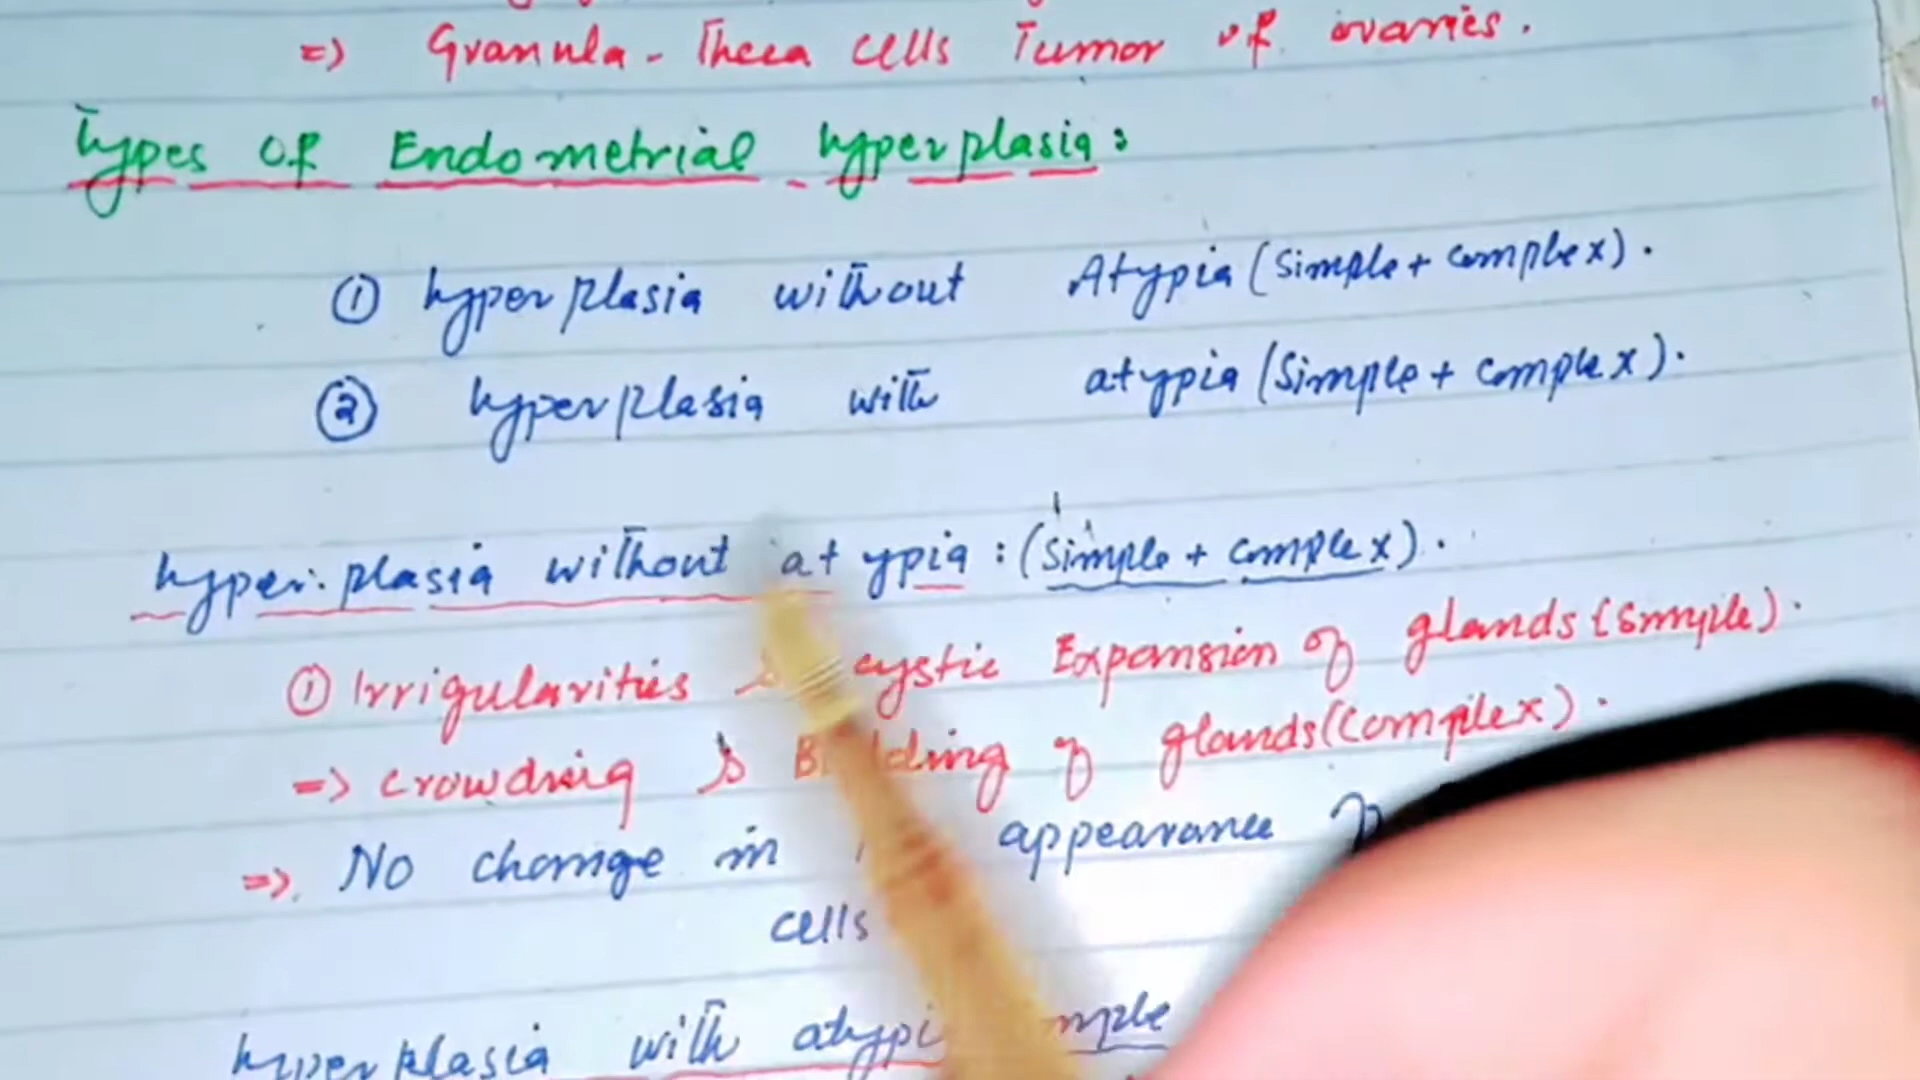 => Granula - Theca cells Tumor of ovaries.
Types of Endometrial hyperplasia:
① hyperplasia without Atypia (Simple + complex).
② hyperplasia with atypia (Simple + complex).
hyperplasia without atypia : (simple + complex).
① Irrigularities & cystic Expansion of glands (simple).
=> crowding & of glands (complex).
=> No change in appearance
cells
hyperplasia with